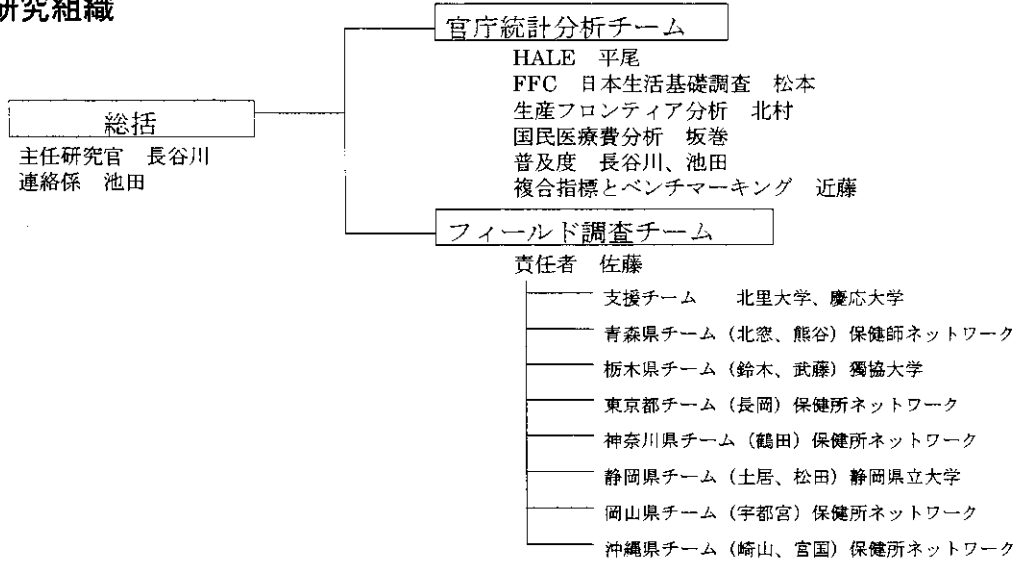 研究組織
官庁統計分析チーム
HALE 平尾
FFC 日本生活基礎調査 松本
生産フロンティア分析 北村
国民医療費分析 坂巻
普及度 長谷川、池田
複合指標とベンチマーキング 近藤
総括
主任研究官 長谷川
連絡係 池田
フィールド調査チーム
責任者 佐藤
支援チーム 北里大学、慶応大学
青森県チーム（北窓、熊谷）保健師ネットワーク
栃木県チーム（鈴木、武藤）獨協大学
東京都チーム（長岡）保健所ネットワーク
神奈川県チーム（鶴田）保健所ネットワーク
静岡県チーム（土居、松田）静岡県立大学
岡山県チーム（宇都宮）保健所ネットワーク
沖縄県チーム（崎山、宮国）保健所ネットワーク